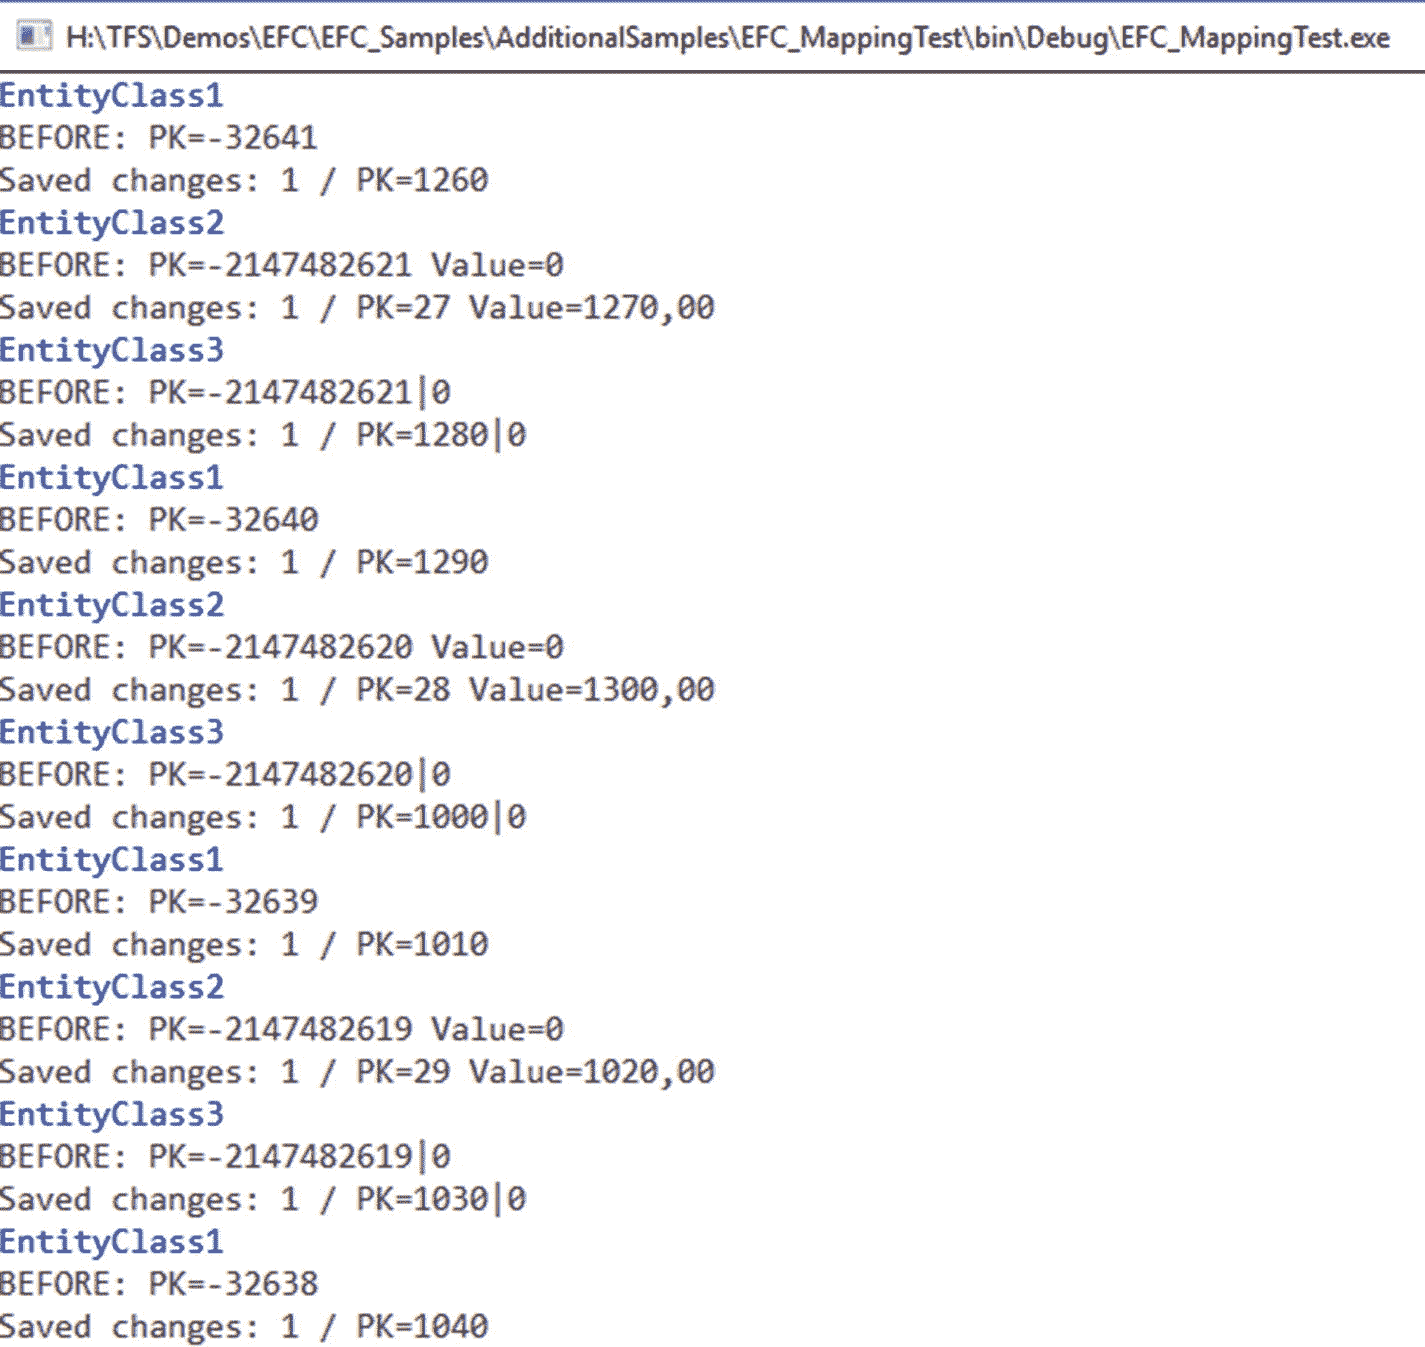 H:\TFS\Demos\EFC\EFC_Samples\AdditionalSamples\EFC_MappingTest\bin\Debug\EFC_MappingTest.exe
EntityClass1
BEFORE: PK=-32641
Saved changes: 1 / PK=1260
EntityClass2
BEFORE: PK=-2147482621 Value=0
Saved changes: 1 / PK=27 Value=1270,00
EntityClass3
BEFORE: PK=-2147482621|0
Saved changes: 1 / PK=1280|0
EntityClass1
BEFORE: PK=-32640
Saved changes: 1 / PK=1290
EntityClass2
BEFORE: PK=-2147482620 Value=0
Saved changes: 1 / PK=28 Value=1300,00
EntityClass3
BEFORE: PK=-2147482620|0
Saved changes: 1 / PK=1000|0
EntityClass1
BEFORE: PK=-32639
Saved changes: 1 / PK=1010
EntityClass2
BEFORE: PK=-2147482619 Value=0
Saved changes: 1 / PK=29 Value=1020,00
EntityClass3
BEFORE: PK=-2147482619|0
Saved changes: 1 / PK=1030|0
EntityClass1
BEFORE: PK=-32638
Saved changes: 1 / PK=1040